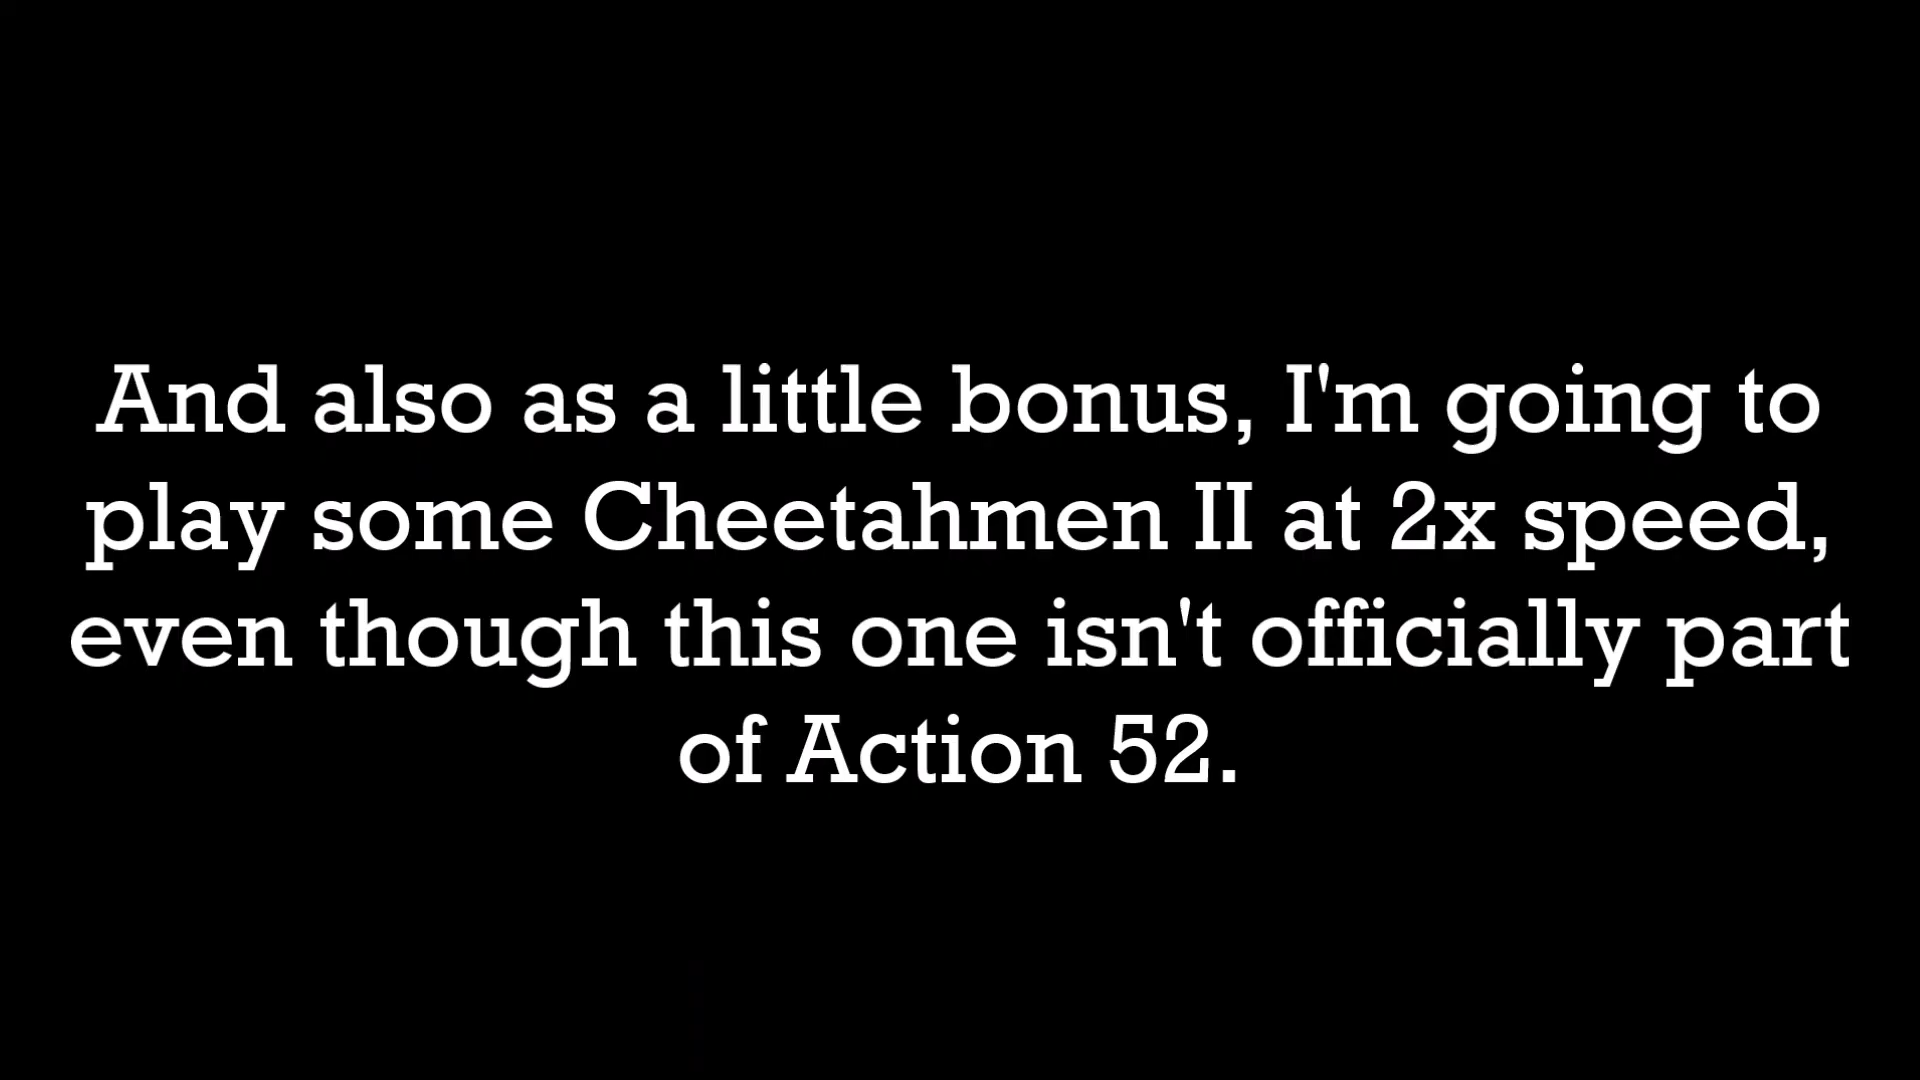 And also as a little bonus, I'm going to
play some Cheetahmen II at 2x speed,
even though this one isn't officially part
of Action 52.